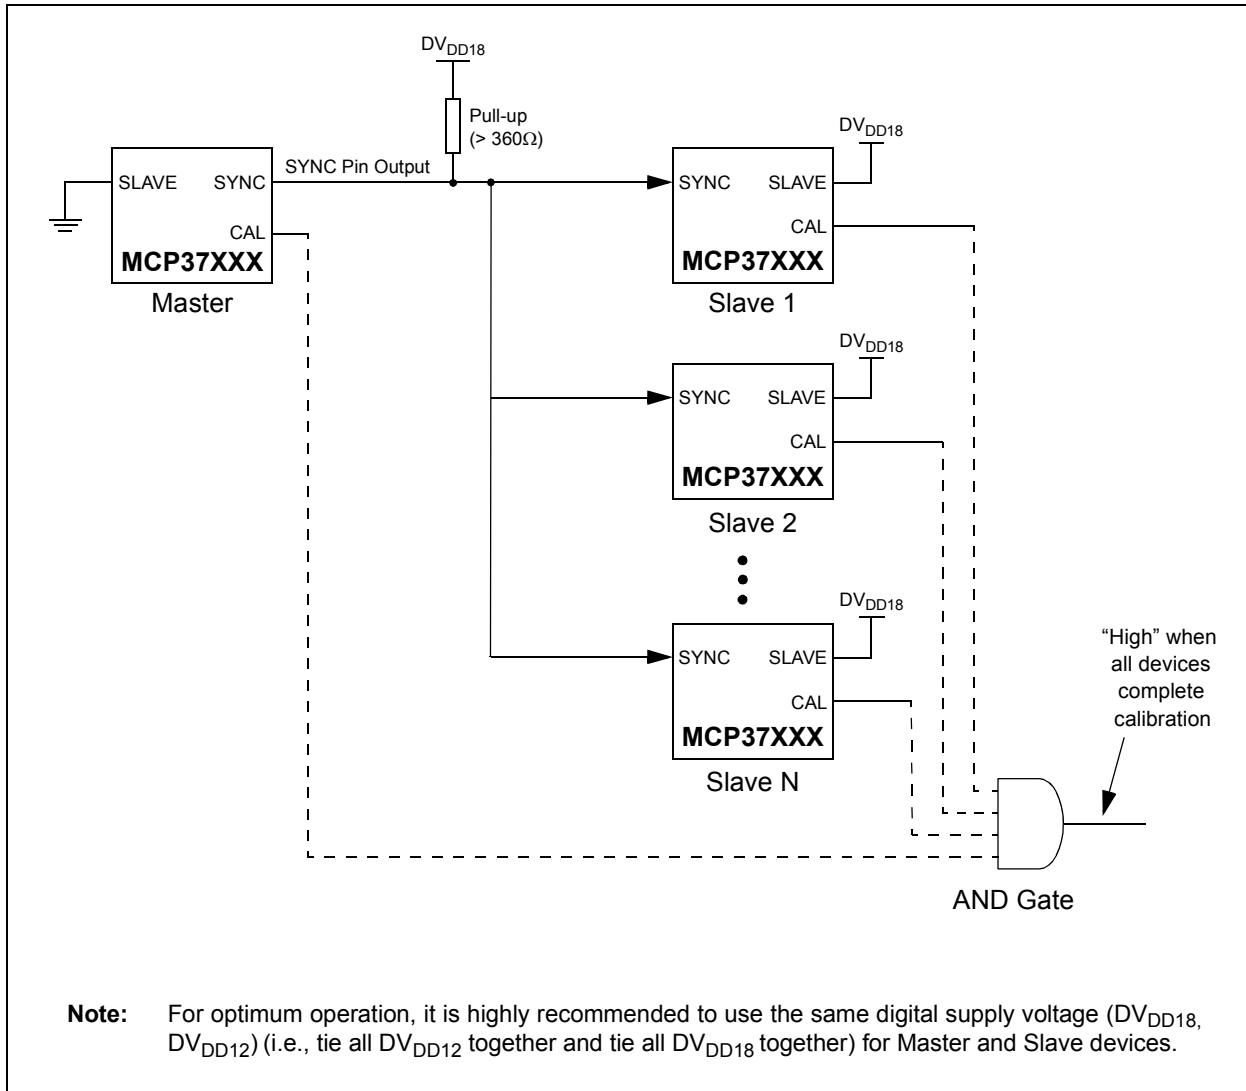 DVDD18
Pull-up
(> 360Ω)
SYNC Pin Output
SLAVE SYNC
CAL
MCP37XXX
Master
DVDD18
SYNC SLAVE
CAL
MCP37XXX
Slave 1
DVDD18
SYNC SLAVE
CAL
MCP37XXX
Slave 2
DVDD18
SYNC SLAVE
CAL
MCP37XXX
Slave N
“High” when
all devices
complete
calibration
AND Gate
Note: For optimum operation, it is highly recommended to use the same digital supply voltage (DVDD18,
DVDD12) (i.e., tie all DVDD12 together and tie all DVDD18 together) for Master and Slave devices.